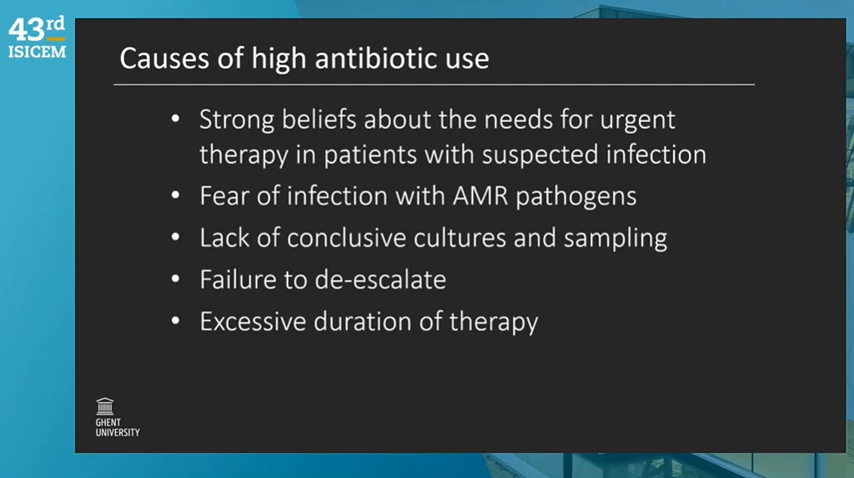 43rd
ISICEM
Causes of high antibiotic use
• Strong beliefs about the needs for urgent
therapy in patients with suspected infection
• Fear of infection with AMR pathogens
• Lack of conclusive cultures and sampling
• Failure to de-escalate
• Excessive duration of therapy
GHENT
UNIVERSITY